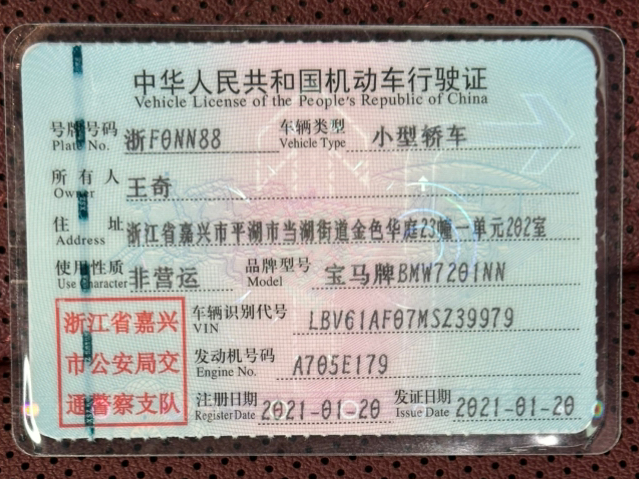 中华人民共和国机动车行驶证
Vehicle License of the People's Republic of China
号牌号码 浙F0NN88 车辆类型 小型轿车
Plate No. Vehicle Type
所有人 王奇
Owner
住址 浙江省嘉兴市平湖市当湖街道金色华庭23幢一单元202室
Address
使用性质 非营运 品牌型号 宝马牌BMW7201NN
Use Character Model
浙江省嘉兴
市公安局交
通警察支队
车辆识别代号 LBV61AF07MSZ39979
VIN
发动机号码 A705E179
Engine No.
注册日期 2021-01-20 发证日期 2021-01-20
Register Date Issue Date